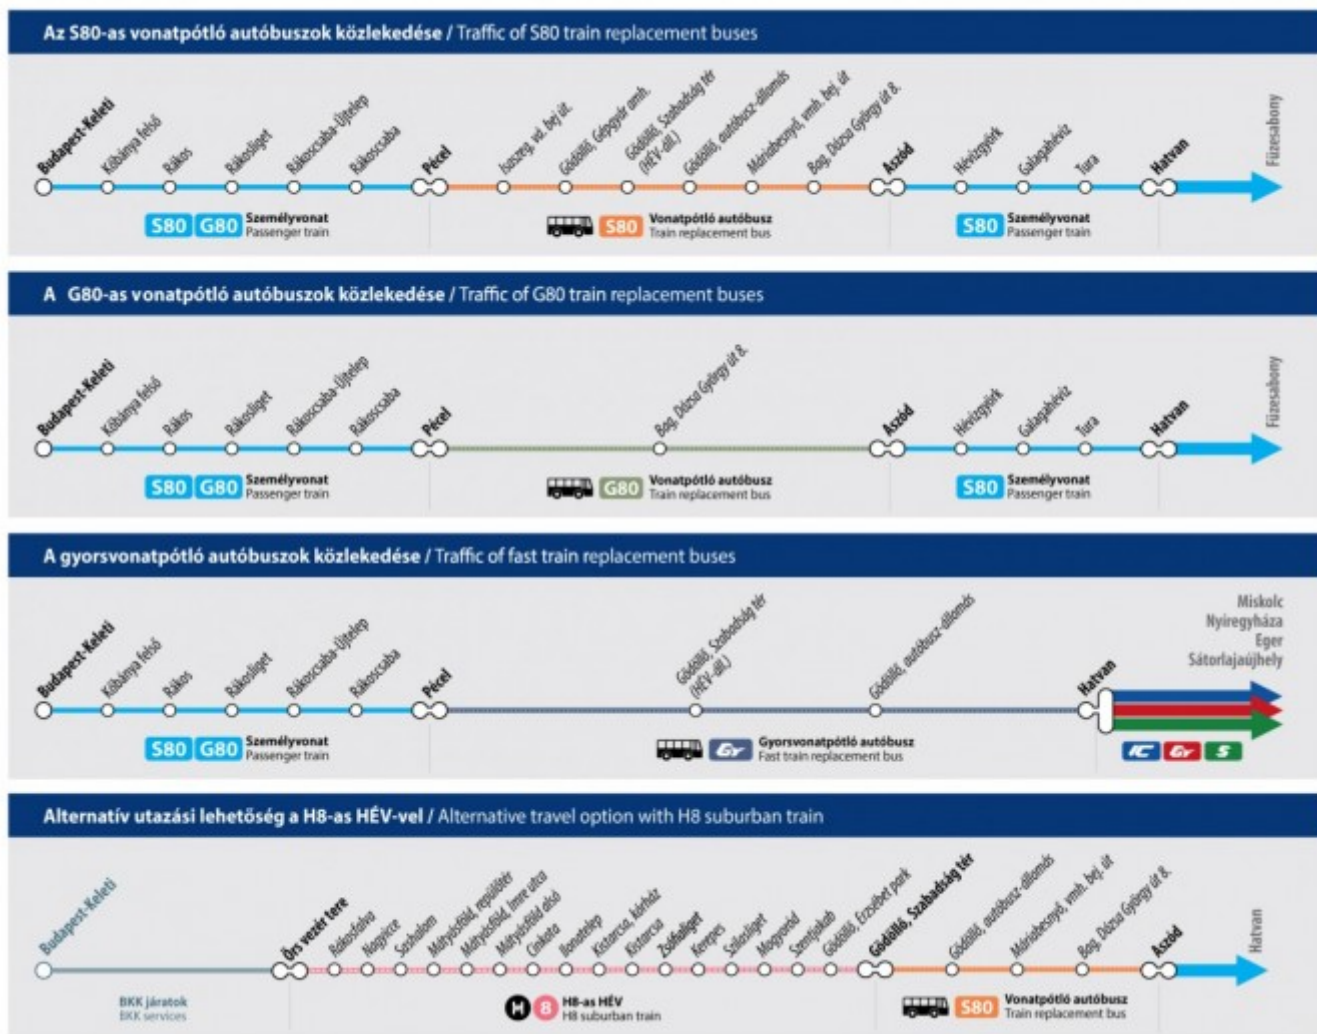 Az S80-as vonatpótló autóbuszok közlekedése / Traffic of S80 train replacement buses
Budapest-Keleti
Kőbánya felső
Rákos
Rákosliget
Rákoscsaba-Újtelep
Rákoscsaba
Pécel
Isaszeg, vá. bej út.
Gödöllő, Gépgyár amh.
Gödöllő, Szabadság tér
(HÉV-áll.)
Gödöllő, autóbusz-állomás
Máriabesnyő, vmh. bej. út
Bag, Dózsa György út 8.
Aszód
Hévízgyörk
Galgahévíz
Tura
Hatvan
Füzesabony
S80 G80 Személyvonat
Passenger train
S80 Vonatpótló autóbusz
Train replacement bus
S80 Személyvonat
Passenger train
A G80-as vonatpótló autóbuszok közlekedése / Traffic of G80 train replacement buses
Budapest-Keleti
Kőbánya felső
Rákos
Rákosliget
Rákoscsaba-Újtelep
Rákoscsaba
Pécel
Bag, Dózsa György út 8.
Aszód
Hévízgyörk
Galagahévíz
Tura
Hatvan
Füzesabony
S80 G80 Személyvonat
Passenger train
G80 Vonatpótló autóbusz
Train replacement bus
S80 Személyvonat
Passenger train
A gyorsvonatpótló autóbuszok közlekedése / Traffic of fast train replacement buses
Budapest-Keleti
Kőbánya felső
Rákos
Rákosliget
Rákoscsaba-Újtelep
Rákoscsaba
Pécel
Gödöllő, Szabadság tér
(HÉV-áll.)
Gödöllő, autóbusz-állomás
Hatvan
Miskolc
Nyíregyháza
Eger
Sátorlajaújhely
S80 G80 Személyvonat
Passenger train
GY Gyorsvonatpótló autóbusz
Fast train replacement bus
IC GY S
Alternatív utazási lehetőség a H8-as HÉV-vel / Alternative travel option with H8 suburban train
Budapest-Keleti
Örs vezér tere
Rákosfalva
Nagyicce
Sashalom
Mátyásföld, repülőtér
Mátyásföld, Imre utca
Mátyásföld alsó
Cinkota
Ilonatelep
Kistarcsa, kórház
Kistarcsa
Zsófialiget
Kerepes
Szilasliget
Mogyoród
Szentjakab
Gödöllő, Erzsébet park
Gödöllő, Szabadság tér
Gödöllő, autóbusz-állomás
Máriabesnyő, vmh. bej. út
Bag, Dózsa György út 8.
Aszód
Hatvan
BKK járatok
BKK services
H 8 H8-as HÉV
H8 suburban train
S80 Vonatpótló autóbusz
Train replacement bus